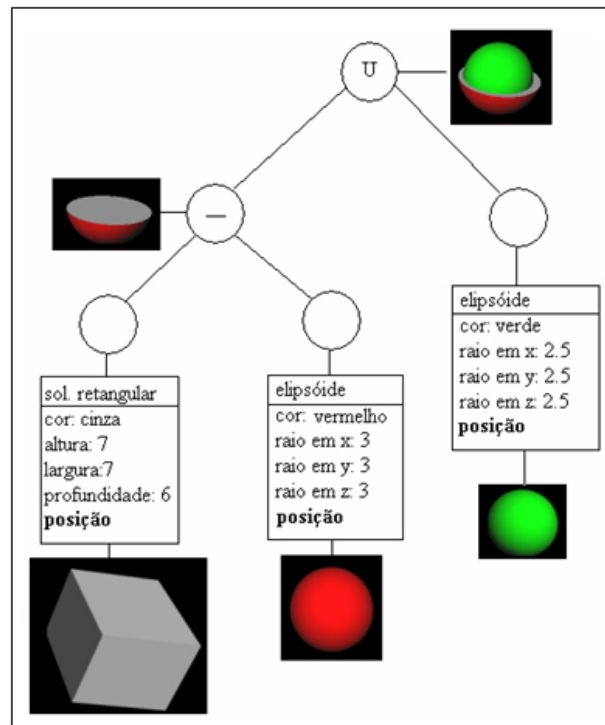 U
—
sol. retangular
cor: cinza
altura: 7
largura:7
profundidade: 6
posição
elipsóide
cor: vermelho
raio em x: 3
raio em y: 3
raio em z: 3
posição
elipsóide
cor: verde
raio em x: 2.5
raio em y: 2.5
raio em z: 2.5
posição